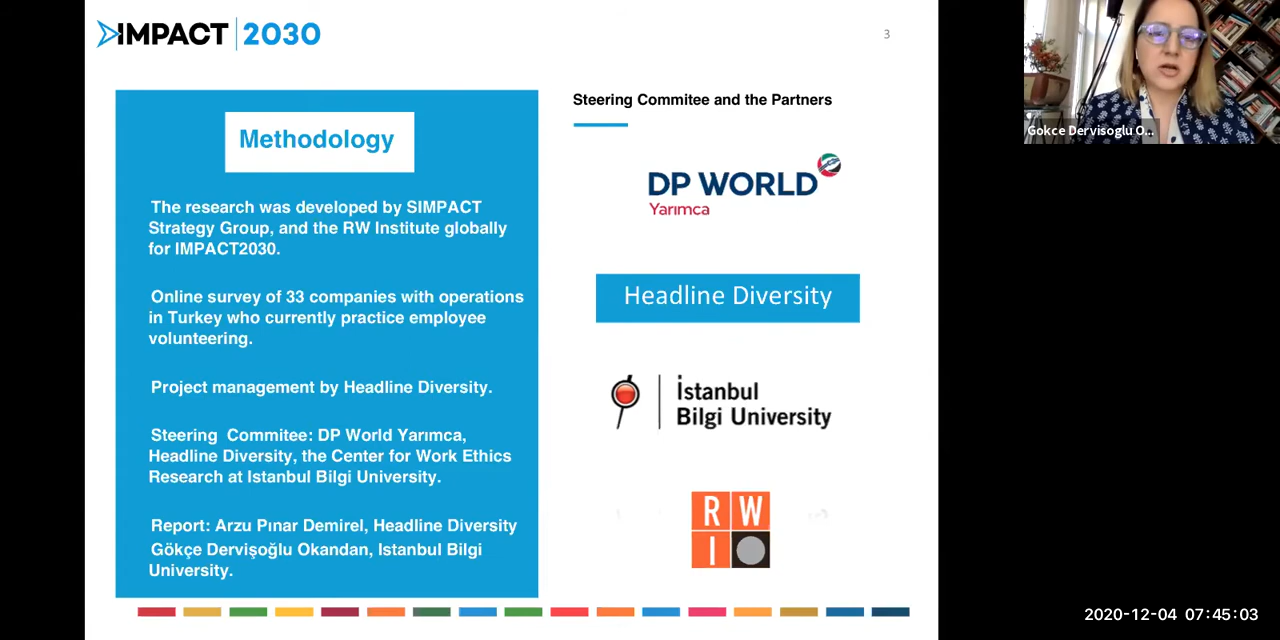 IMPACT 2030
3
Methodology
The research was developed by SIMPACT
Strategy Group, and the RW Institute globally
for IMPACT2030.
Online survey of 33 companies with operations
in Turkey who currently practice employee
volunteering.
Project management by Headline Diversity.
Steering Commitee: DP World Yarımca,
Headline Diversity, the Center for Work Ethics
Research at Istanbul Bilgi University.
Report: Arzu Pınar Demirel, Headline Diversity
Gökçe Dervişoğlu Okandan, Istanbul Bilgi
University.
Steering Commitee and the Partners
DP WORLD
Yarımca
Headline Diversity
İstanbul
Bilgi University
R W
I
Gokce Dervisoglu O...
2020-12-04 07:45:03